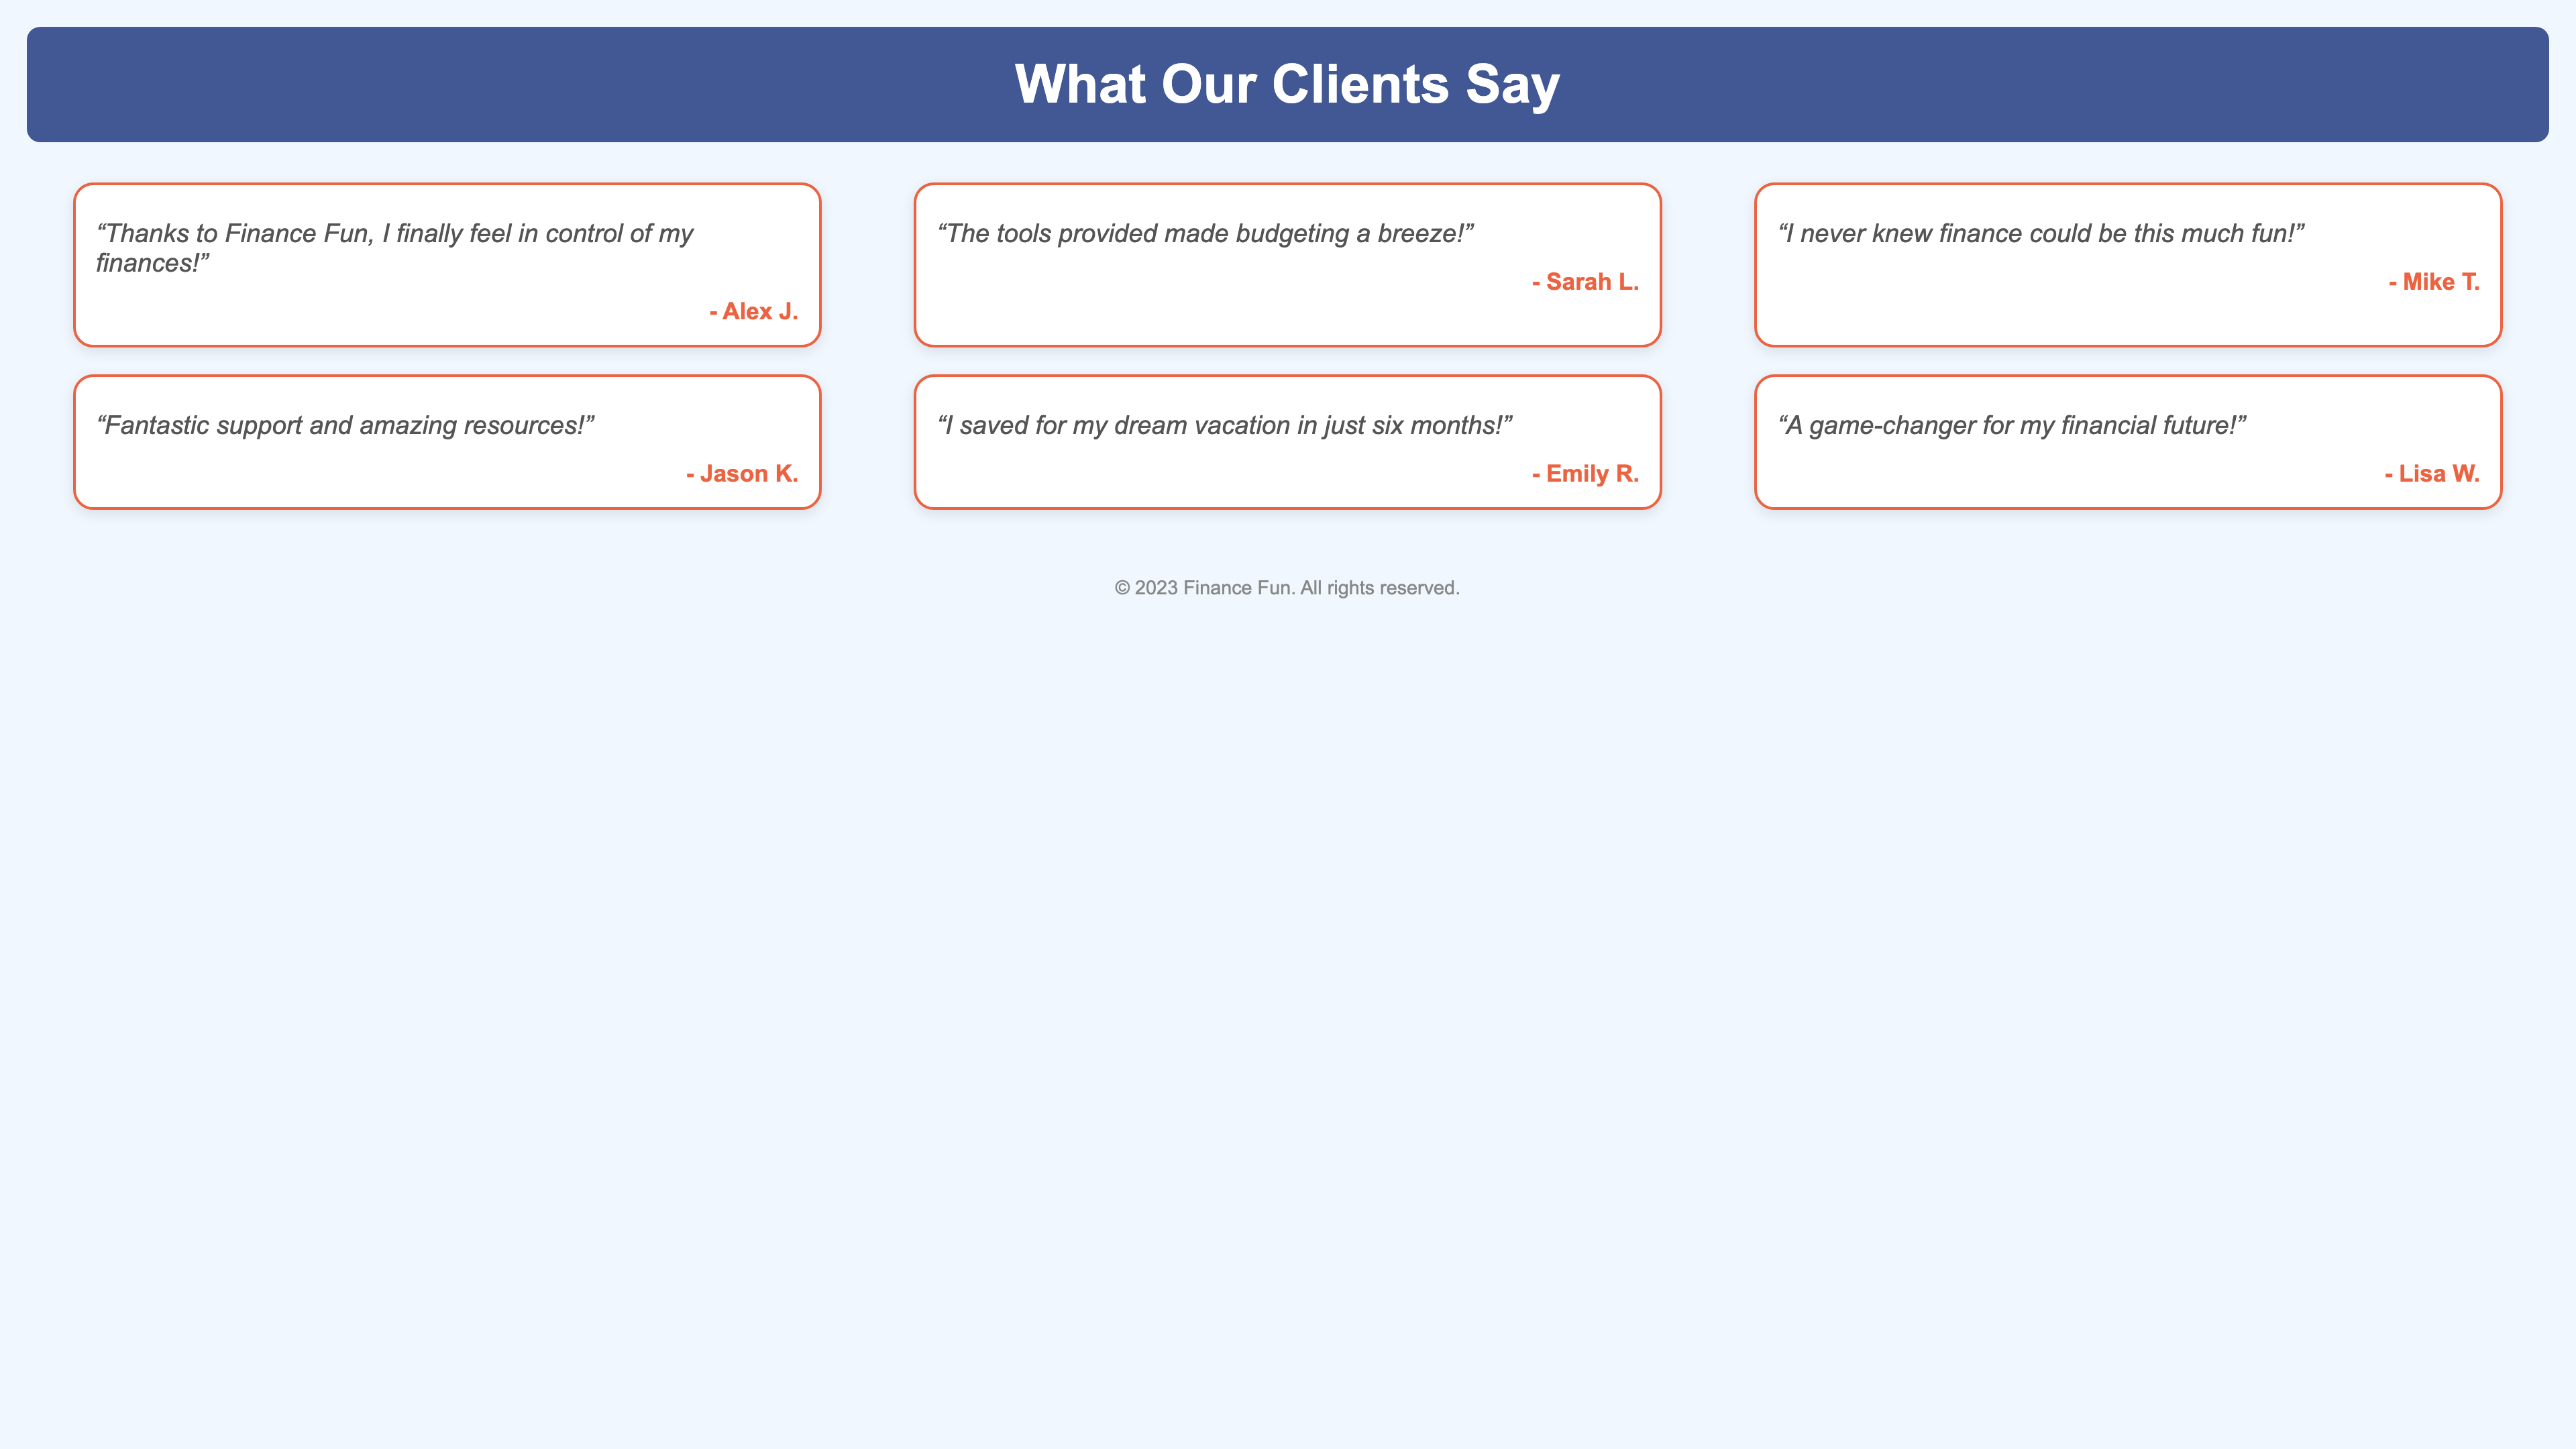 What Our Clients Say
“Thanks to Finance Fun, I finally feel in control of my
finances!”
- Alex J.
“The tools provided made budgeting a breeze!”
- Sarah L.
“I never knew finance could be this much fun!”
- Mike T.
“Fantastic support and amazing resources!”
- Jason K.
“I saved for my dream vacation in just six months!”
- Emily R.
“A game-changer for my financial future!”
- Lisa W.
© 2023 Finance Fun. All rights reserved.